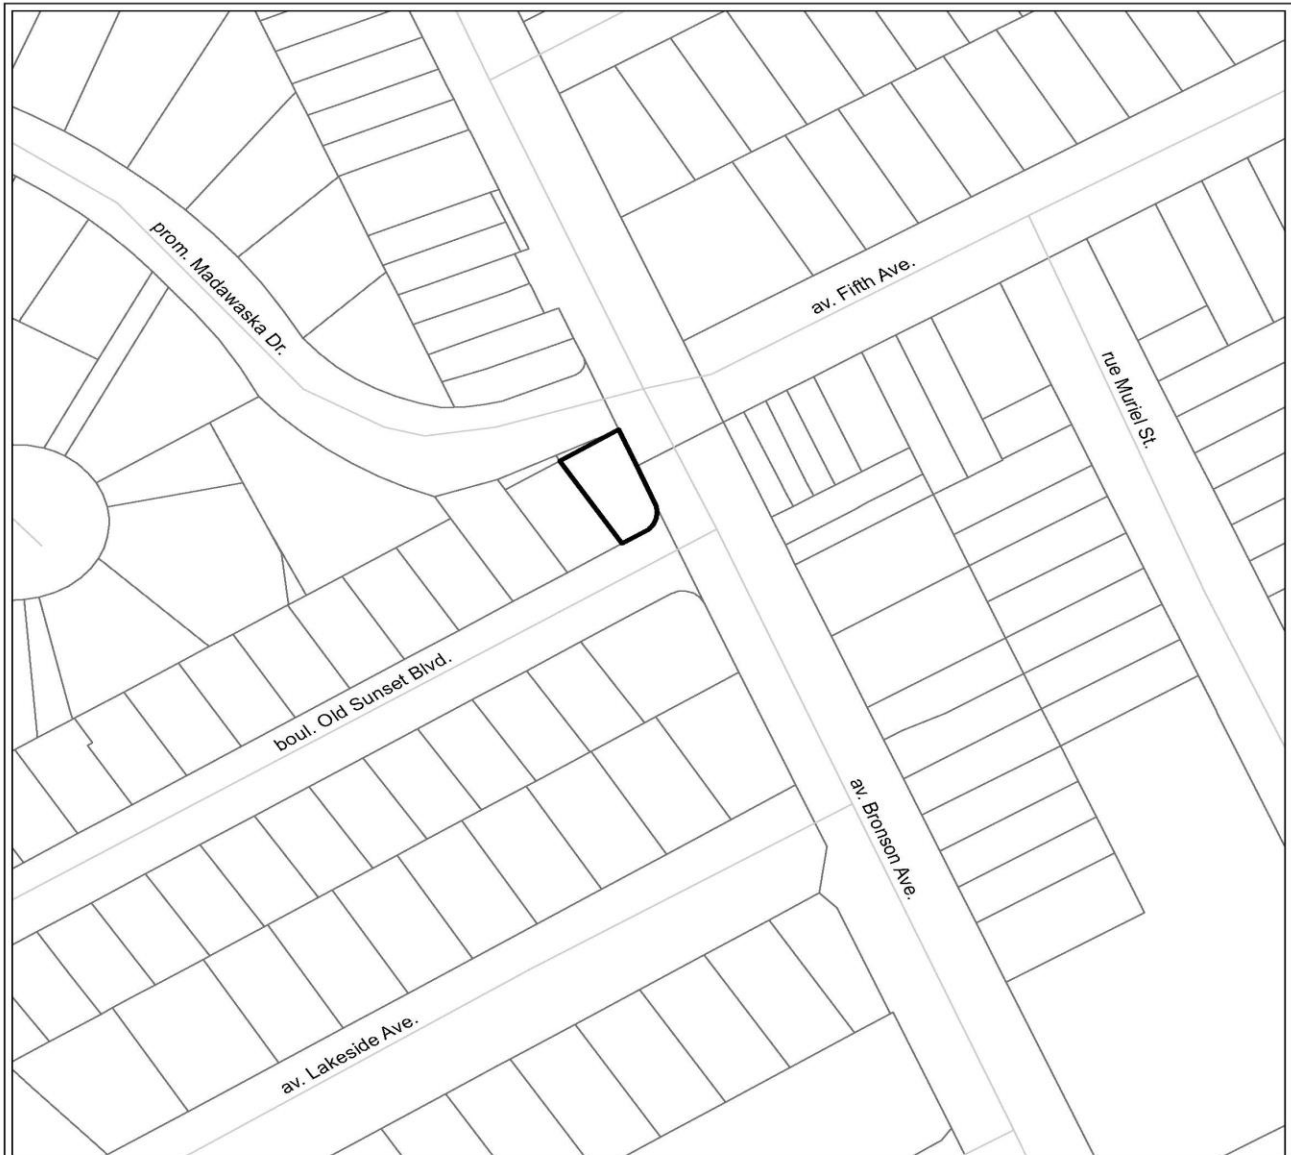 prom. Madawaska Dr.
av. Fifth Ave.
rue Muriel St.
boul. Old Sunset Blvd.
av. Bronson Ave.
av. Lakeside Ave.